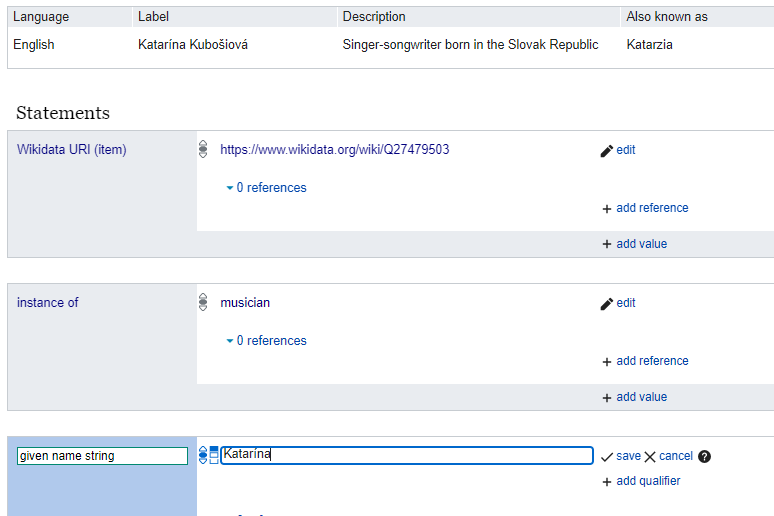 Language Label Description Also known as
English Katarína Kubošiová Singer-songwriter born in the Slovak Republic Katarzia
Statements
Wikidata URI (item) https://www.wikidata.org/wiki/Q27479503 edit
0 references
+ add reference
+ add value
instance of musician edit
0 references
+ add reference
+ add value
given name string Katarína save cancel ?
+ add qualifier